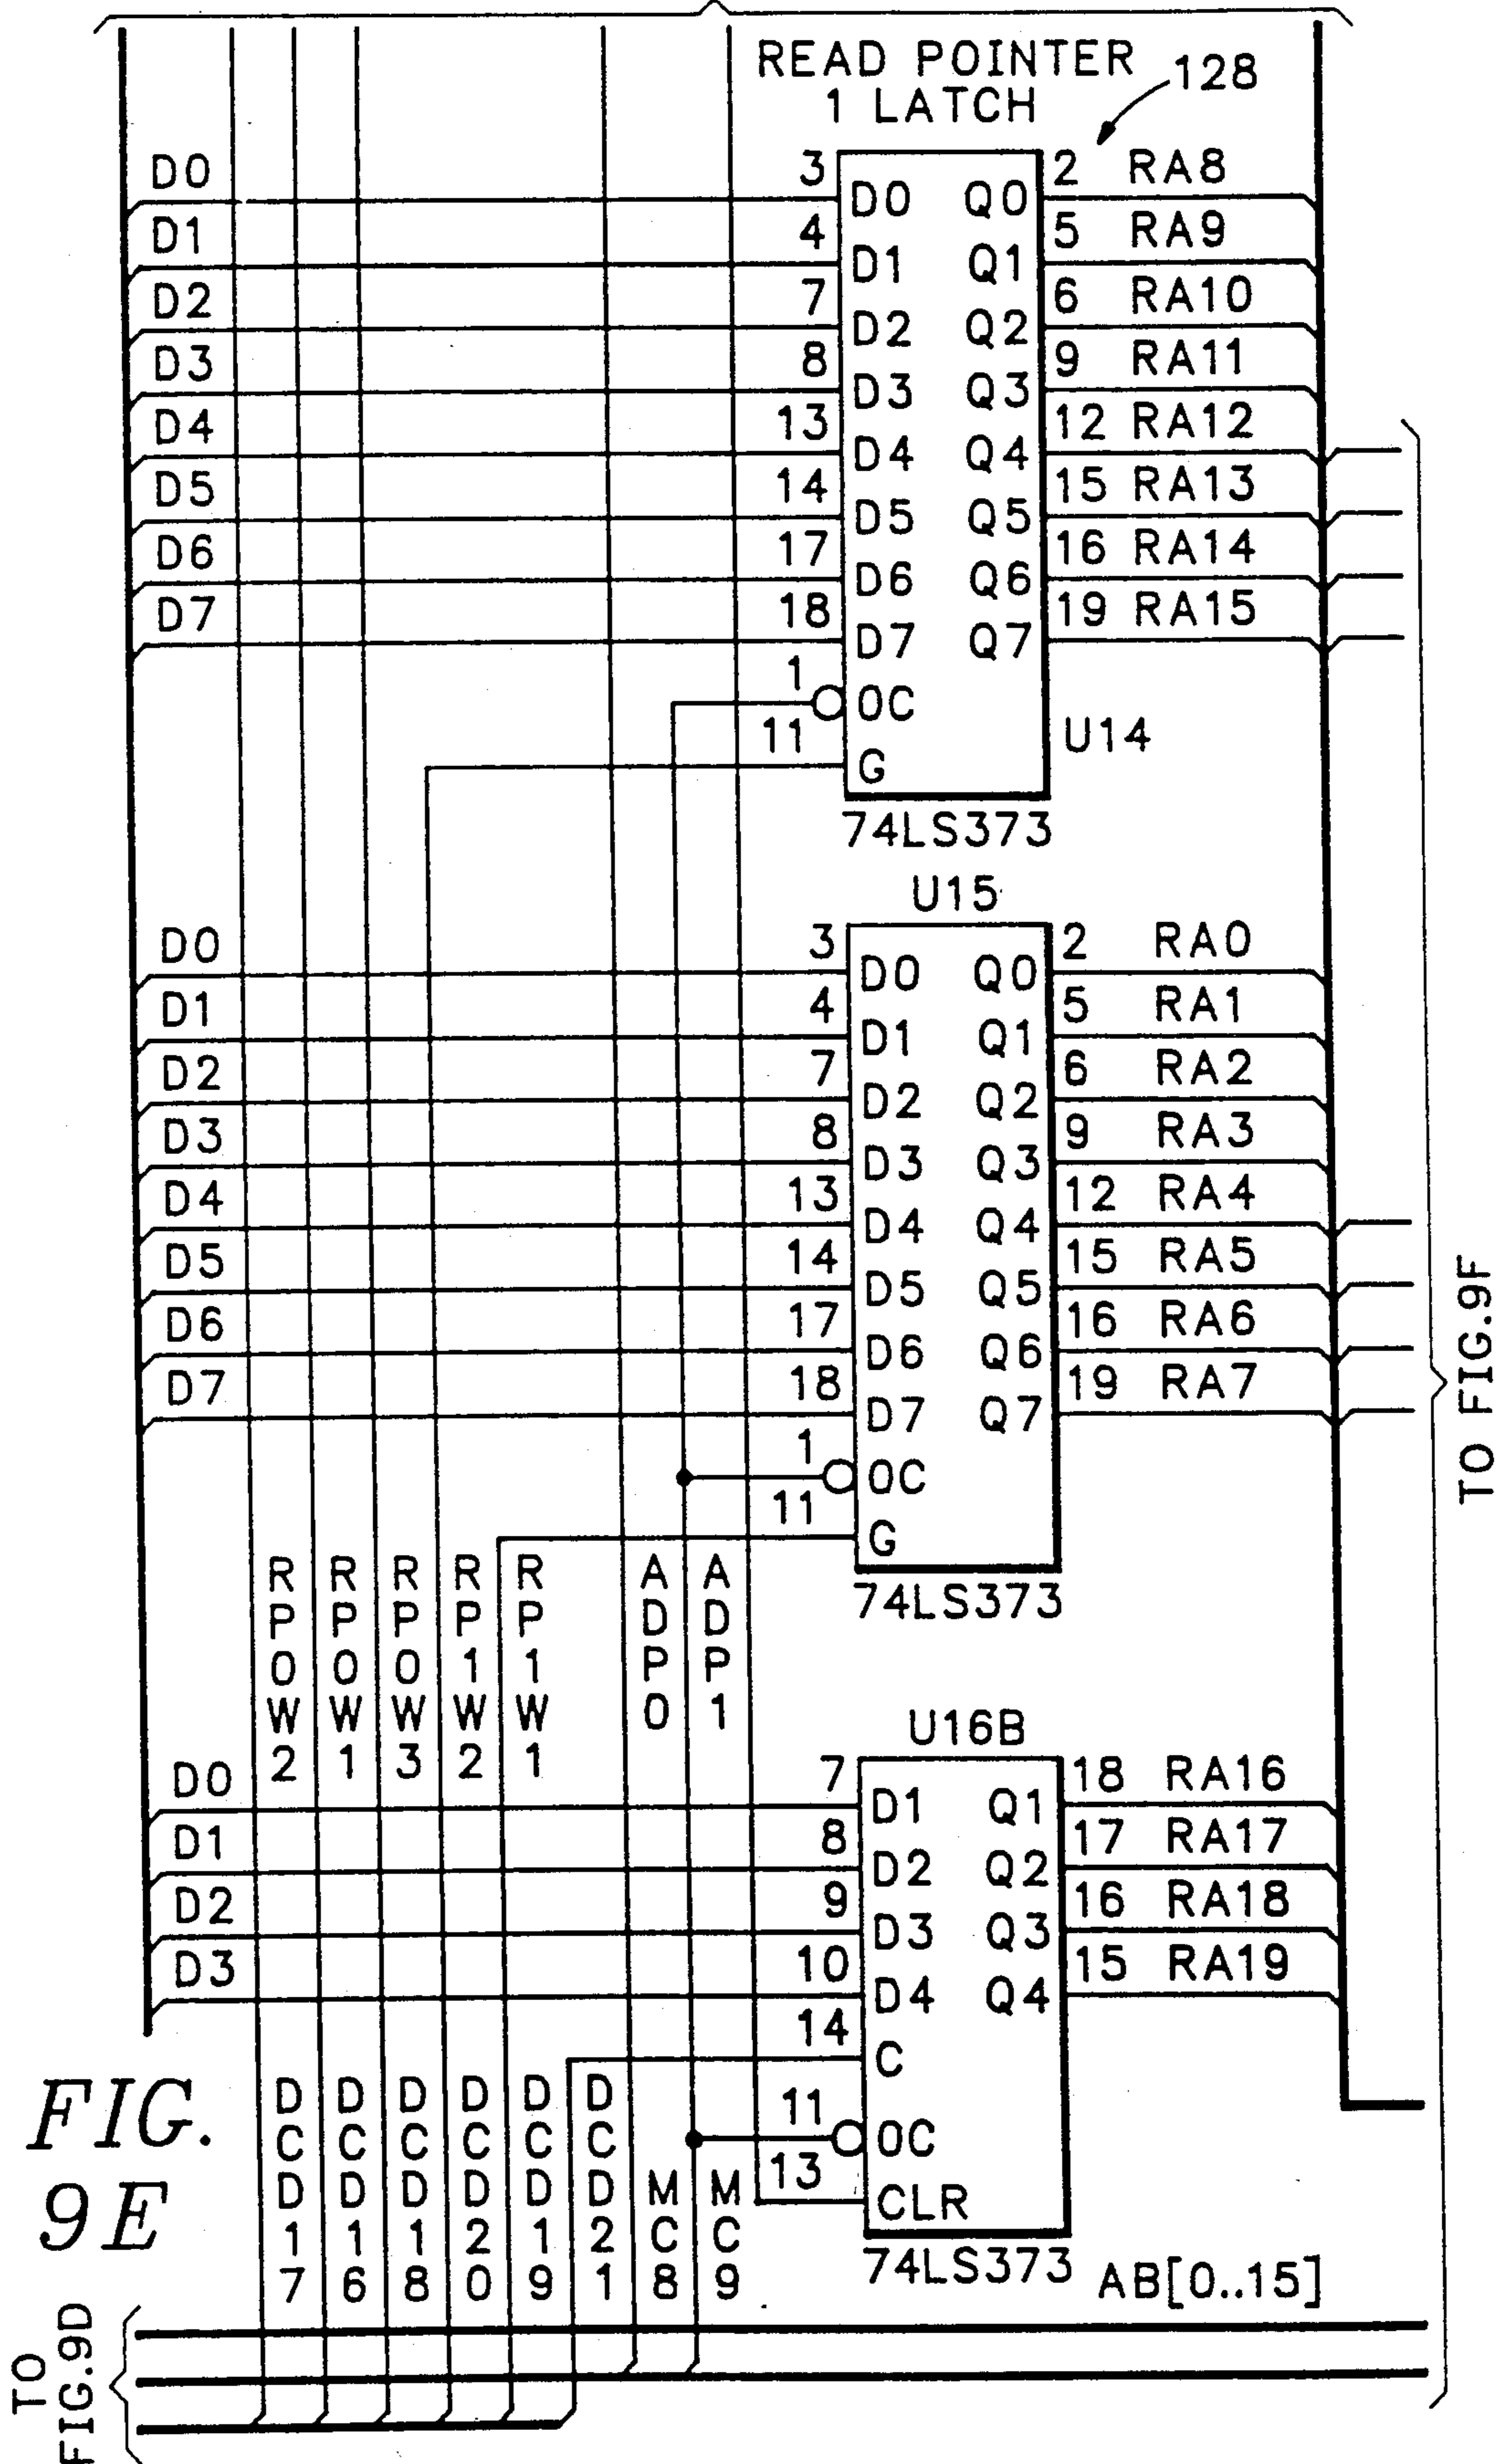 READ POINTER
1 LATCH
128
D0 3 D0 Q0 2 RA8
D1 4 D1 Q1 5 RA9
D2 7 D2 Q2 6 RA10
D3 8 D3 Q3 9 RA11
D4 13 D4 Q4 12 RA12
D5 14 D5 Q5 15 RA13
D6 17 D6 Q6 16 RA14
D7 18 D7 Q7 19 RA15
1 OC
11 G
U14
74LS373
U15
D0 3 D0 Q0 2 RA0
D1 4 D1 Q1 5 RA1
D2 7 D2 Q2 6 RA2
D3 8 D3 Q3 9 RA3
D4 13 D4 Q4 12 RA4
D5 14 D5 Q5 15 RA5
D6 17 D6 Q6 16 RA6
D7 18 D7 Q7 19 RA7
1 OC
11 G
74LS373
TO FIG.9F
RP0W2
RP0W1
RP0W3
RP1W2
RP1W1
ADP0
ADP1
U16B
D0 7 D1 Q1 18 RA16
D1 8 D2 Q2 17 RA17
D2 9 D3 Q3 16 RA18
D3 10 D4 Q4 15 RA19
14 C
11 OC
13 CLR
74LS373
DCD17
DCD16
DCD18
DCD20
DCD19
DCD21
MC8
MC9
AB[0..15]
FIG.
9E
TO
FIG.9D